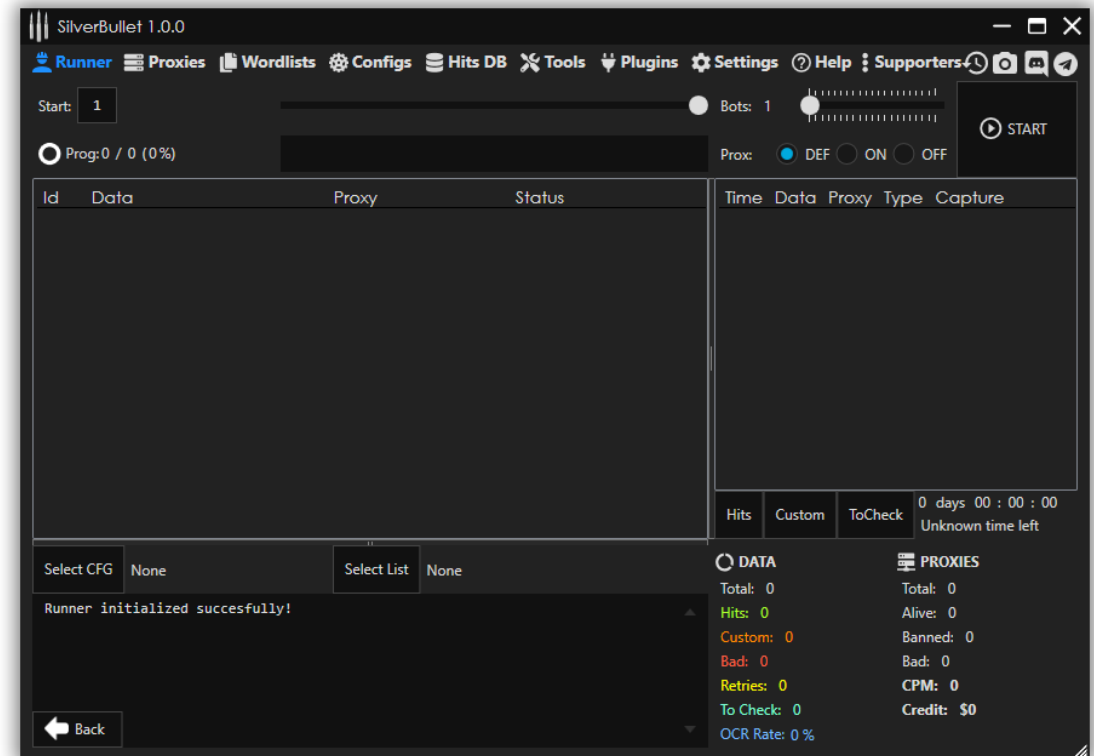 SilverBullet 1.0.0
Runner Proxies Wordlists Configs Hits DB Tools Plugins Settings Help Supporters
Start: 1 Bots: 1
START
Prog: 0 / 0 (0%) Prox: DEF ON OFF
Id Data Proxy Status Time Data Proxy Type Capture
Hits Custom ToCheck 0 days 00 : 00 : 00
Unknown time left
Select CFG None Select List None
Runner initialized succesfully!
DATA PROXIES
Total: 0 Total: 0
Hits: 0 Alive: 0
Custom: 0 Banned: 0
Bad: 0 Bad: 0
Retries: 0 CPM: 0
To Check: 0 Credit: $0
OCR Rate: 0 %
Back